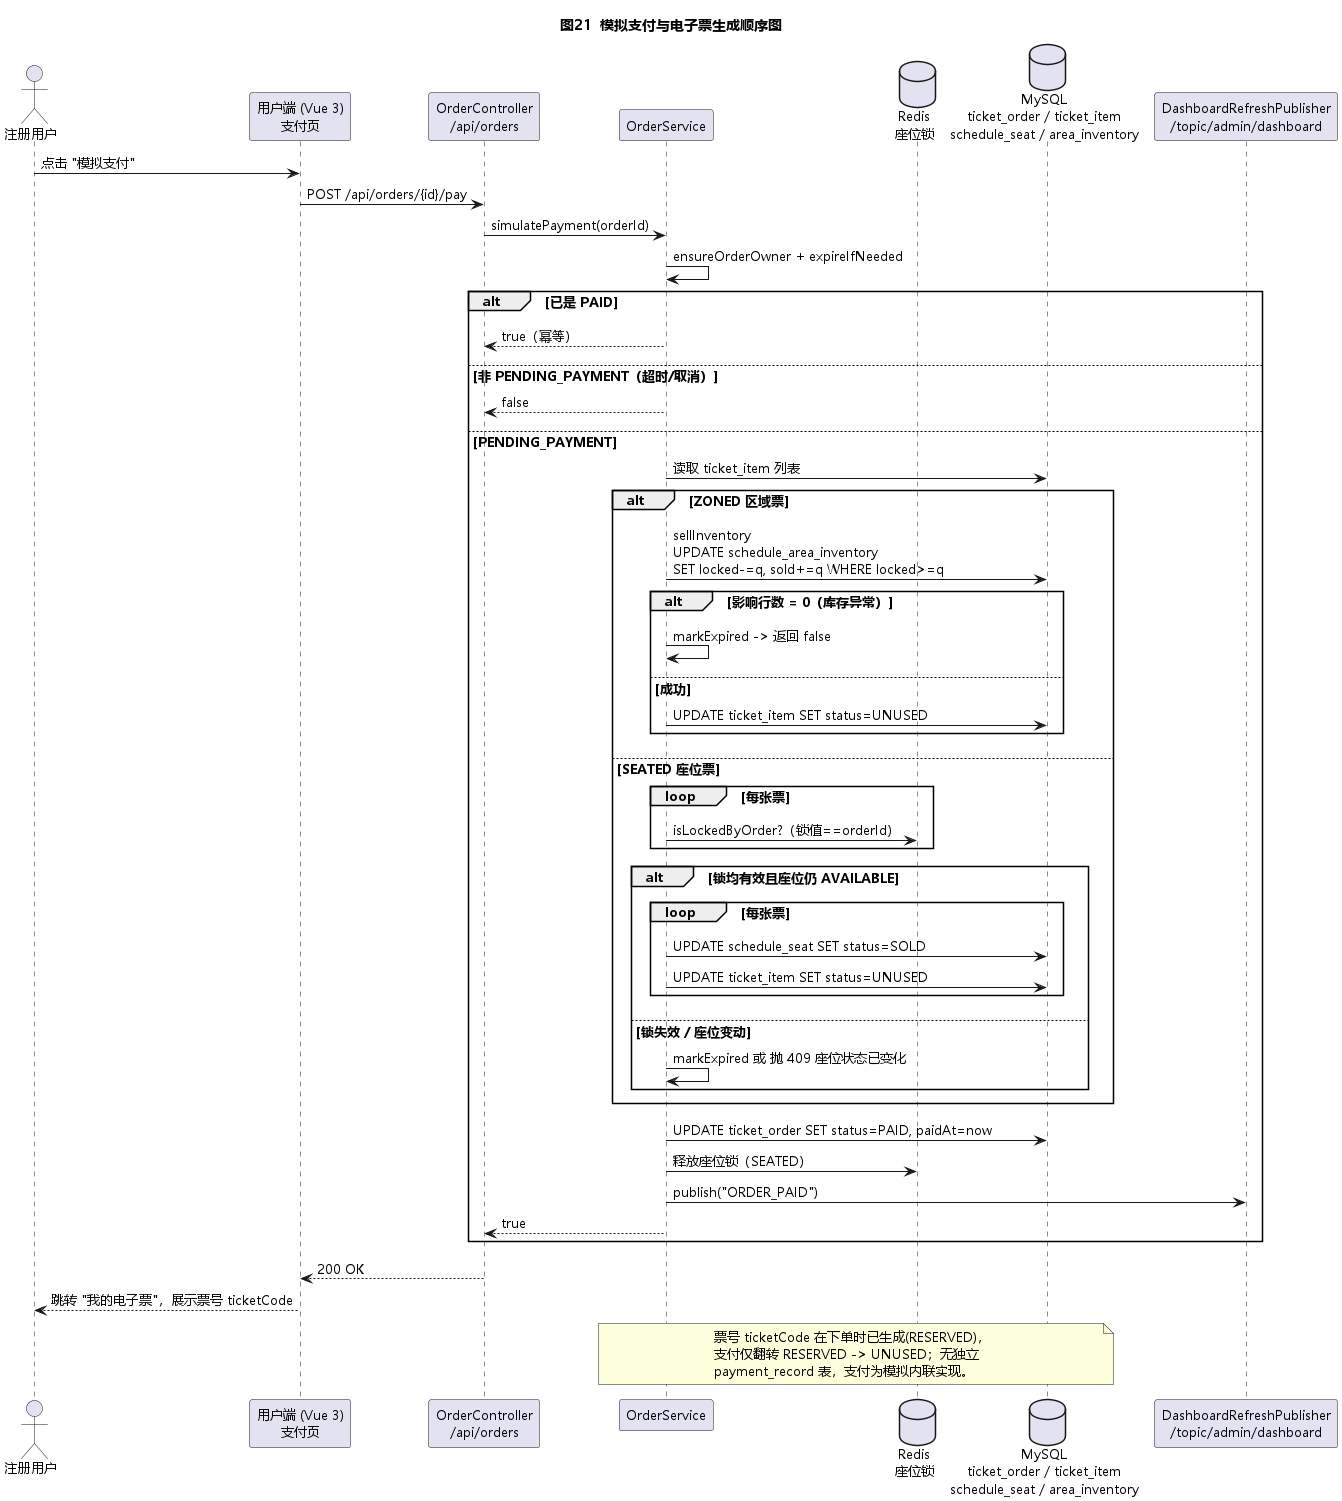 图21 模拟支付与电子票生成顺序图
注册用户
用户端 (Vue 3)
支付页
OrderController
/api/orders
OrderService
Redis
座位锁
MySQL
ticket_order / ticket_item
schedule_seat / area_inventory
DashboardRefreshPublisher
/topic/admin/dashboard
点击 "模拟支付"
POST /api/orders/{id}/pay
simulatePayment(orderId)
ensureOrderOwner + expireIfNeeded
alt [已是 PAID]
true（幂等）
[非 PENDING_PAYMENT（超时/取消）]
false
[PENDING_PAYMENT]
读取 ticket_item 列表
alt [ZONED 区域票]
sellInventory
UPDATE schedule_area_inventory
SET locked-=q, sold+=q WHERE locked>=q
alt [影响行数 = 0（库存异常）]
markExpired -> 返回 false
[成功]
UPDATE ticket_item SET status=UNUSED
[SEATED 座位票]
loop [每张票]
isLockedByOrder?（锁值==orderId）
alt [锁均有效且座位仍 AVAILABLE]
loop [每张票]
UPDATE schedule_seat SET status=SOLD
UPDATE ticket_item SET status=UNUSED
[锁失效 / 座位变动]
markExpired 或 抛 409 座位状态已变化
UPDATE ticket_order SET status=PAID, paidAt=now
释放座位锁（SEATED）
publish("ORDER_PAID")
true
200 OK
跳转 "我的电子票"，展示票号 ticketCode
票号 ticketCode 在下单时已生成(RESERVED)，
支付仅翻转 RESERVED -> UNUSED；无独立
payment_record 表，支付为模拟内联实现。
注册用户
用户端 (Vue 3)
支付页
OrderController
/api/orders
OrderService
Redis
座位锁
MySQL
ticket_order / ticket_item
schedule_seat / area_inventory
DashboardRefreshPublisher
/topic/admin/dashboard